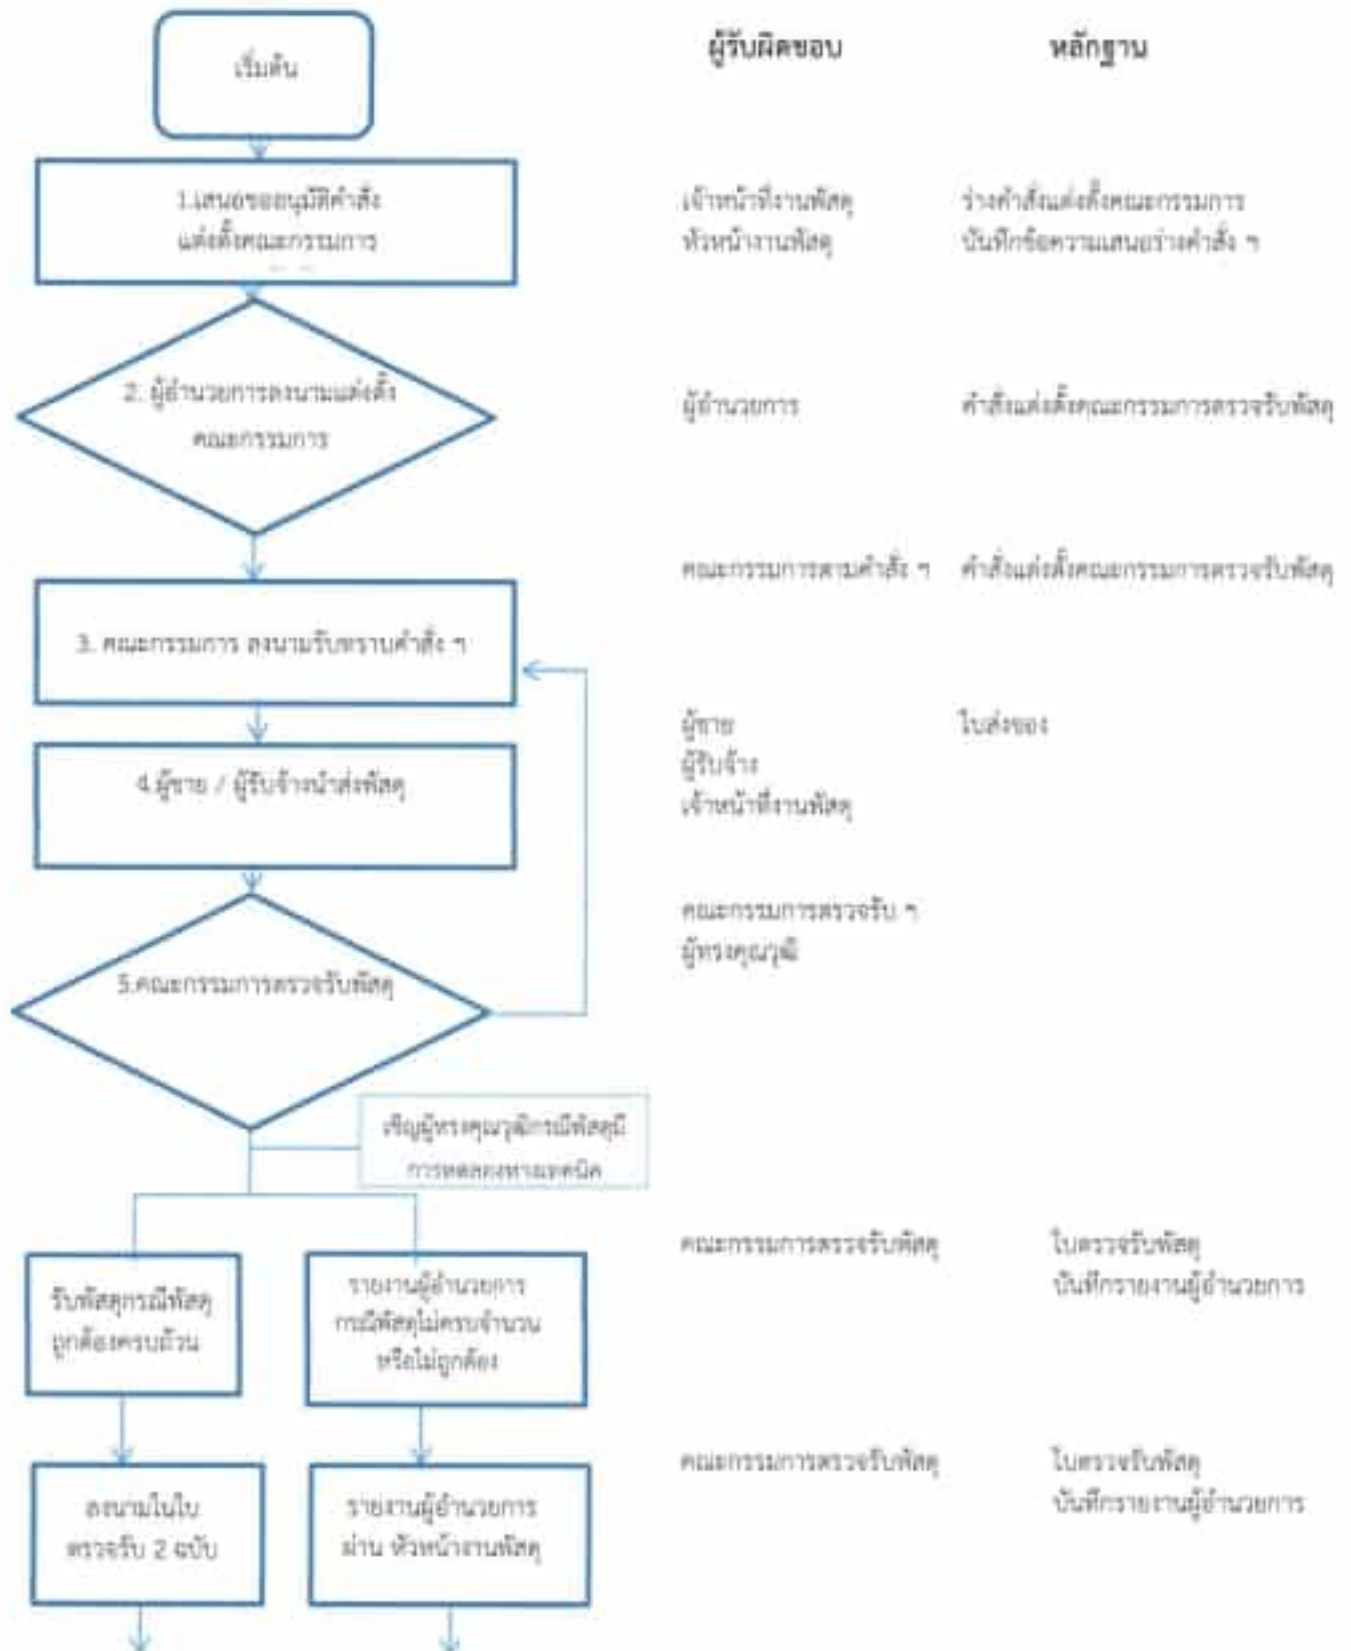 เริ่มต้น
ผู้รับผิดชอบ
หลักฐาน
1.เสนอขออนุมัติคำสั่ง
แต่งตั้งคณะกรรมการ
เจ้าหน้าที่งานพัสดุ
หัวหน้างานพัสดุ
ร่างคำสั่งแต่งตั้งคณะกรรมการ
บันทึกข้อความเสนอร่างคำสั่ง ฯ
2. ผู้อำนวยการลงนามแต่งตั้ง
คณะกรรมการ
ผู้อำนวยการ
คำสั่งแต่งตั้งคุณะกรรมการตรวจรับพัสดุ
3. คณะกรรมการ ลงนามรับทราบคำสั่ง ฯ
คณะกรรมการตามคำสั่ง ฯ
คำสั่งแต่งตั้งคณะกรรมการตรวจรับพัสดุ
4.ผู้ขาย / ผู้รับจ้างนำส่งพัสดุ
ผู้ขาย
ผู้รับจ้าง
เจ้าหน้าที่งานพัสดุ
ใบส่งของ
5.คณะกรรมการตรวจรับพัสดุ
คณะกรรมการตรวจรับ ฯ
ผู้ทรงคุณวุฒิ
เชิญผู้ทรงคุณวุฒิกรณีพัสดุมี
การทดลองทางเทคนิค
รับพัสดุกรณีพัสดุ
ถูกต้องครบถ้วน
รายงานผู้อำนวยการ
กรณีพัสดุไม่ครบจำนวน
หรือไม่ถูกต้อง
คณะกรรมการตรวจรับพัสดุ
ใบตรวจรับพัสดุ
บันทึกรายงานผู้อำนวยการ
ลงนามในใบ
ตรวจรับ 2 ฉบับ
รายงานผู้อำนวยการ
ผ่าน หัวหน้างานพัสดุ
คณะกรรมการตรวจรับพัสดุ
ใบตรวจรับพัสดุ
บันทึกรายงานผู้อำนวยการ